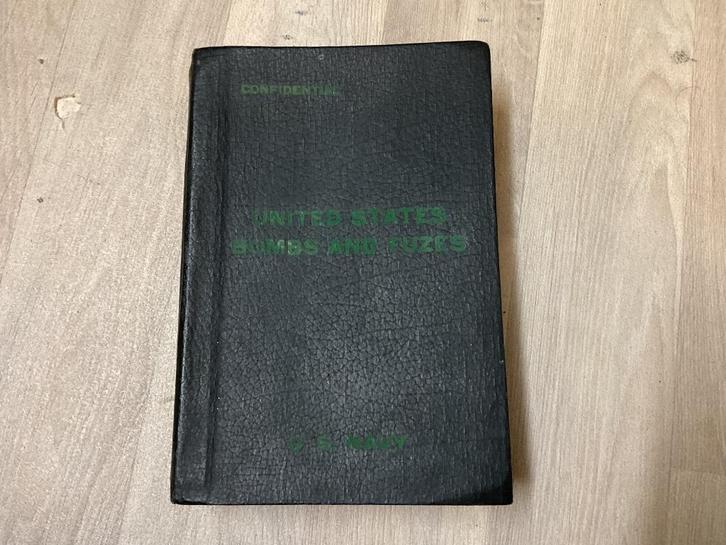 CONFIDENTIAL
UNITED STATES
BOMBS AND FUZES
U. S. NAVY